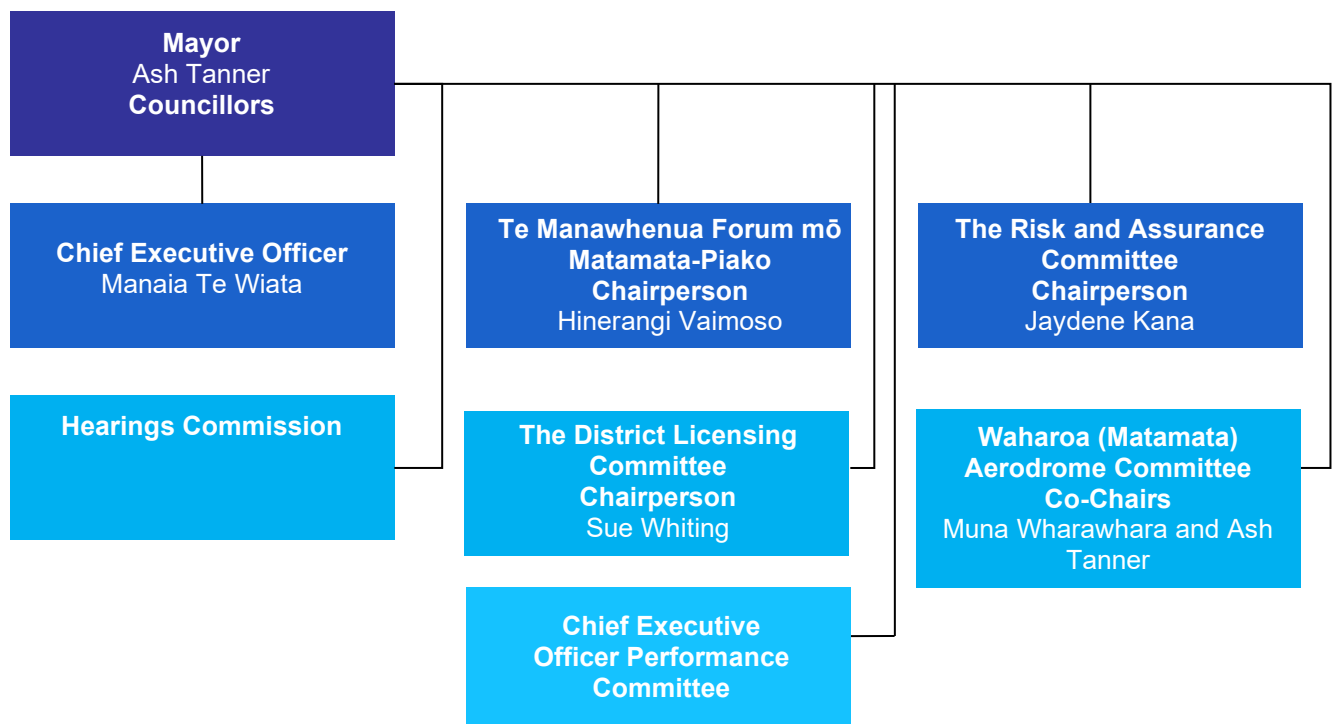 Mayor
Ash Tanner
Councillors
Chief Executive Officer
Manaia Te Wiata
Te Manawhenua Forum mō
Matamata-Piako
Chairperson
Hinerangi Vaimoso
The Risk and Assurance
Committee
Chairperson
Jaydene Kana
Hearings Commission
The District Licensing
Committee
Chairperson
Sue Whiting
Waharoa (Matamata)
Aerodrome Committee
Co-Chairs
Muna Wharawhara and Ash
Tanner
Chief Executive
Officer Performance
Committee